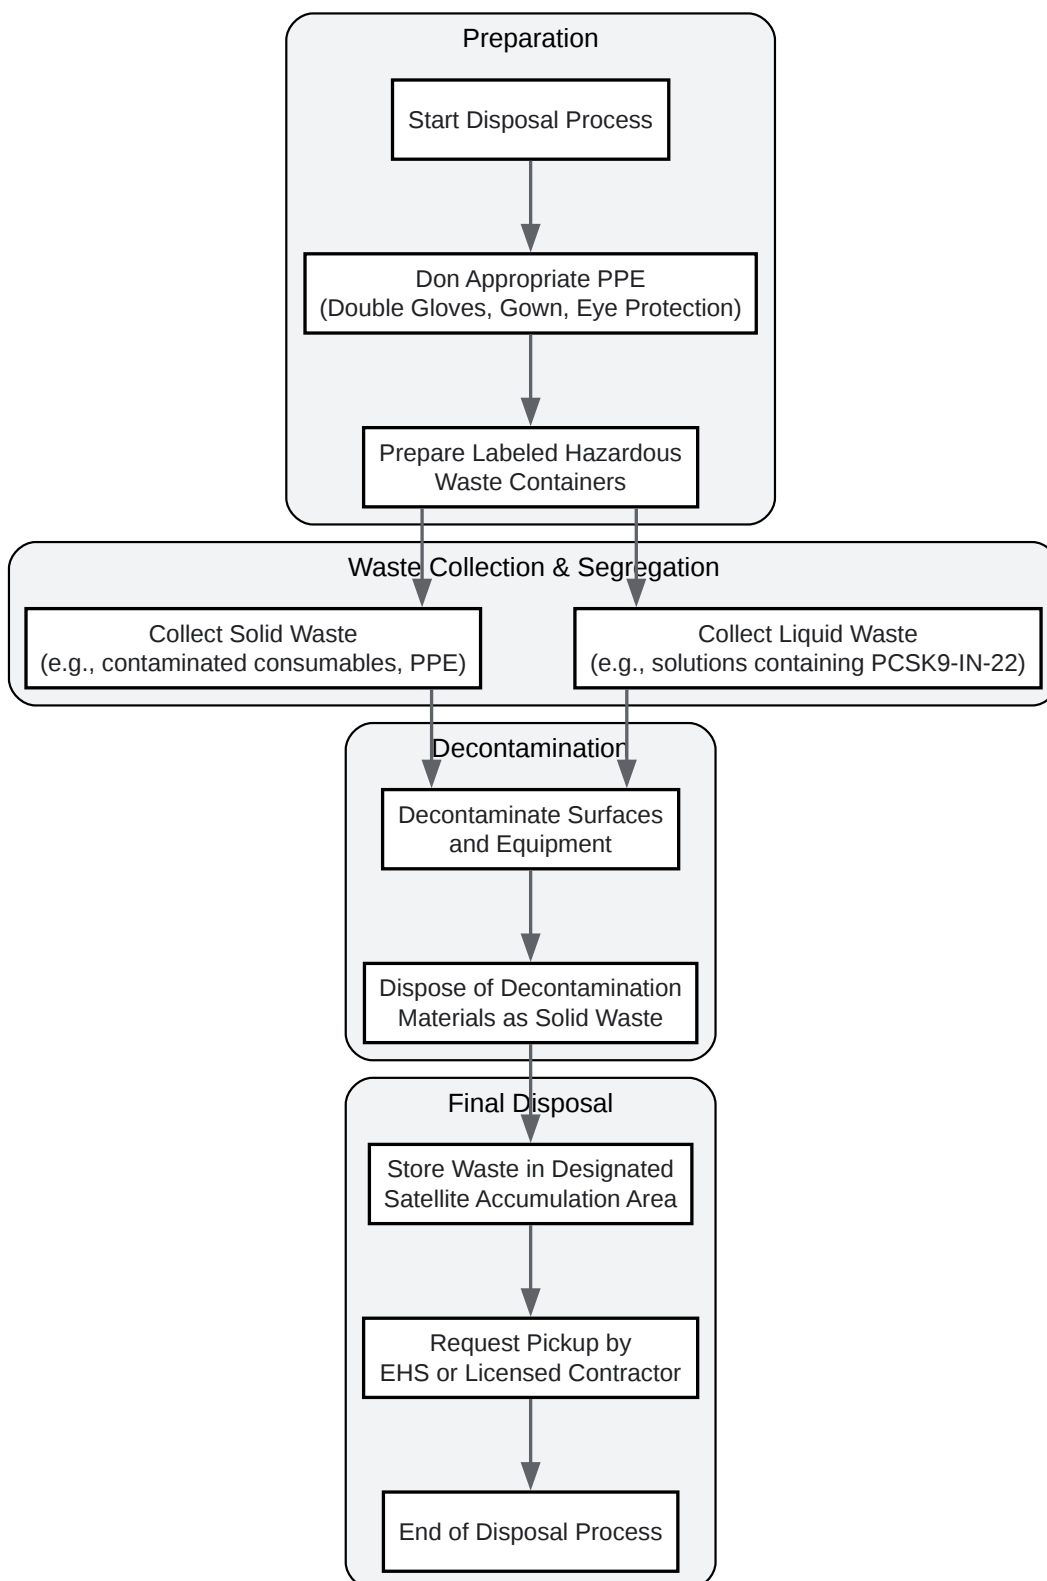 Preparation
Start Disposal Process
Don Appropriate PPE
(Double Gloves, Gown, Eye Protection)
Prepare Labeled Hazardous
Waste Containers
Waste Collection & Segregation
Collect Solid Waste
(e.g., contaminated consumables, PPE)
Collect Liquid Waste
(e.g., solutions containing PCSK9-IN-22)
Decontamination
Decontaminate Surfaces
and Equipment
Dispose of Decontamination
Materials as Solid Waste
Final Disposal
Store Waste in Designated
Satellite Accumulation Area
Request Pickup by
EHS or Licensed Contractor
End of Disposal Process